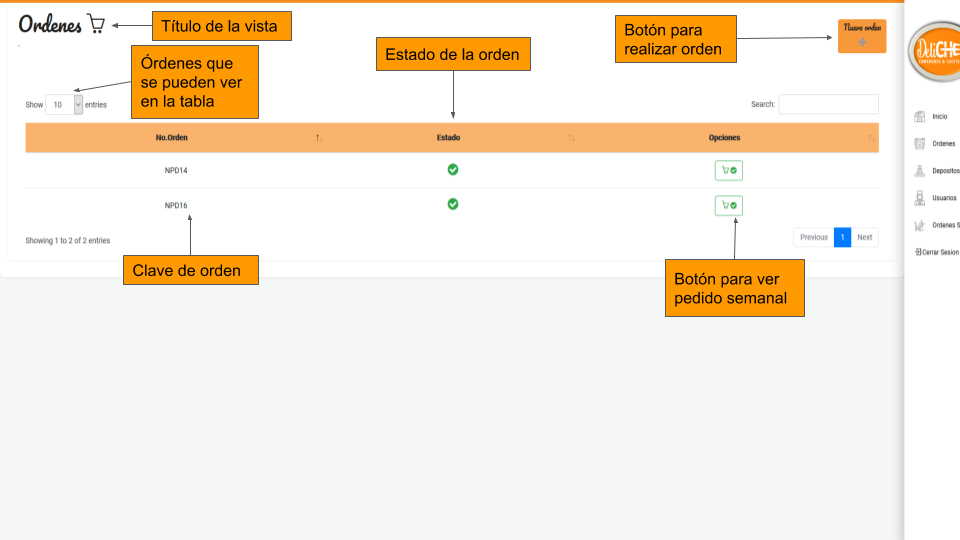 Ordenes
Título de la vista
Botón para
realizar orden
Nueva orden
Estado de la orden
Órdenes que
se pueden ver
en la tabla
Show 10 entries
Search:
No.Orden Estado Opciones
NPD14
NPD16
Showing 1 to 2 of 2 entries
Previous 1 Next
Clave de orden
Botón para ver
pedido semanal
DeliCHE
Inicio
Ordenes
Depositos
Usuarios
Ordenes S
Cerrar Sesion